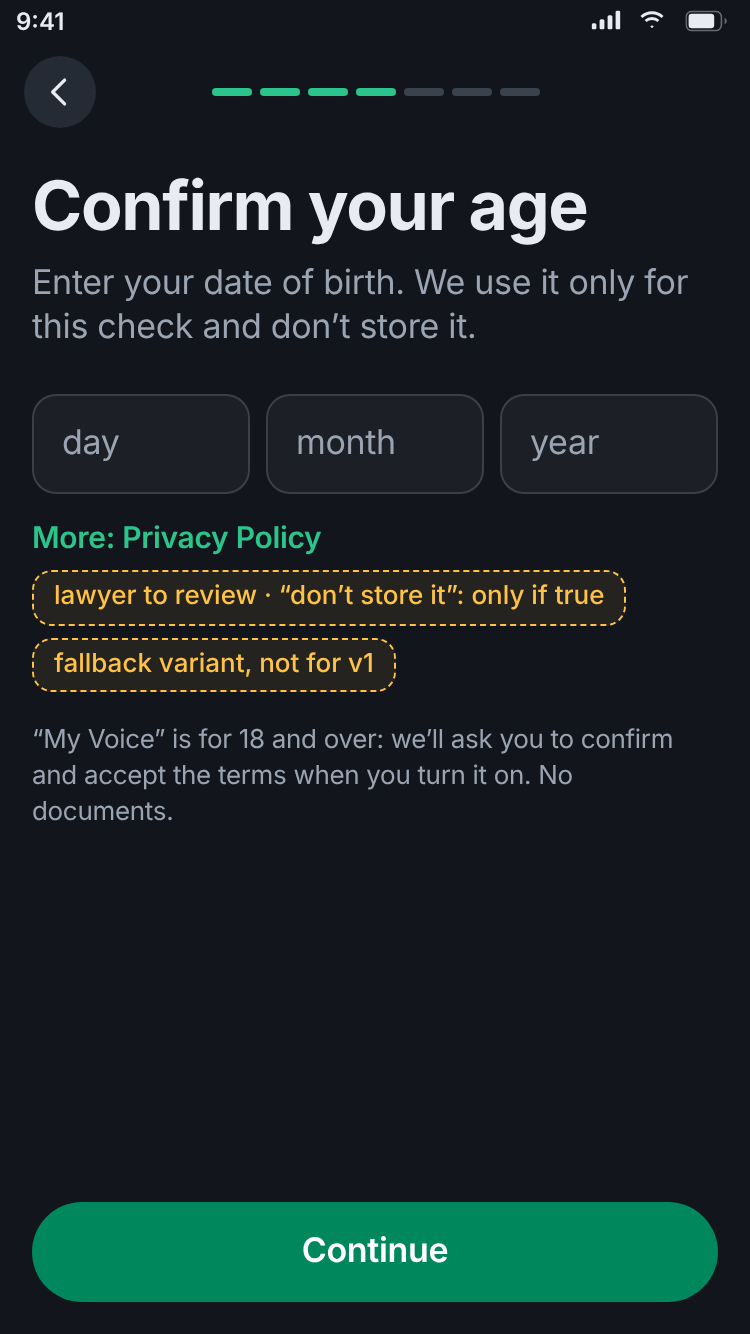 9:41
Confirm your age
Enter your date of birth. We use it only for
this check and don’t store it.
day month year
More: Privacy Policy
lawyer to review · “don’t store it”: only if true
fallback variant, not for v1
“My Voice” is for 18 and over: we’ll ask you to confirm
and accept the terms when you turn it on. No
documents.
Continue